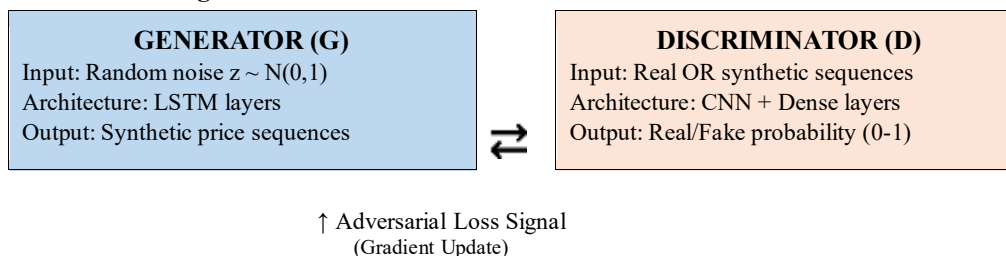 GENERATOR (G)
Input: Random noise z ~ N(0,1)
Architecture: LSTM layers
Output: Synthetic price sequences
DISCRIMINATOR (D)
Input: Real OR synthetic sequences
Architecture: CNN + Dense layers
Output: Real/Fake probability (0-1)
↑ Adversarial Loss Signal
(Gradient Update)